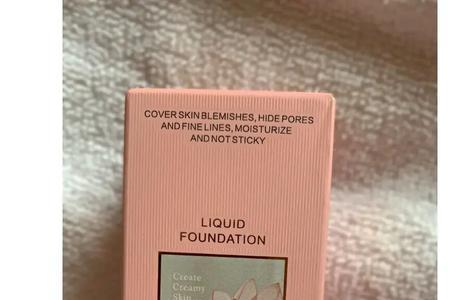 COVER SKIN BLEMISHES, HIDE PORES
AND FINE LINES, MOISTURIZE
AND NOT STICKY
LIQUID
FOUNDATION
Create
Creamy
Skin